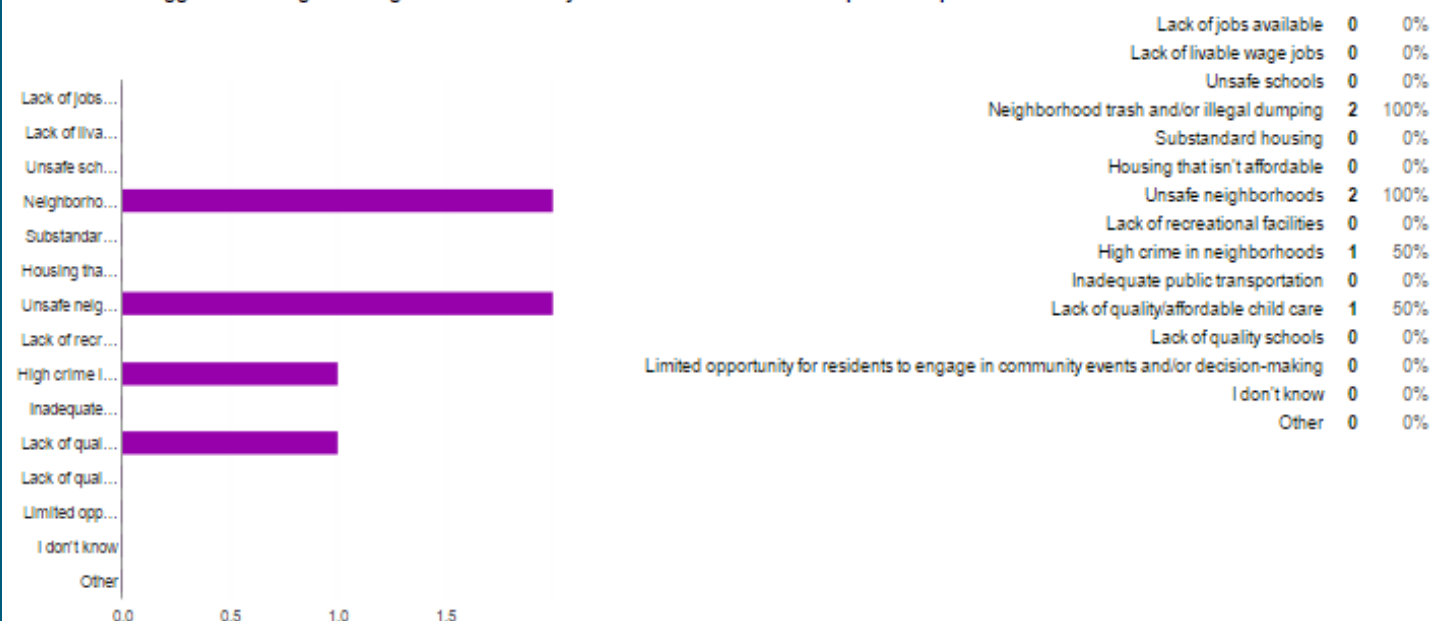 Lack of jobs available 0 0%
Lack of livable wage jobs 0 0%
Unsafe schools 0 0%
Neighborhood trash and/or illegal dumping 2 100%
Substandard housing 0 0%
Housing that isn't affordable 0 0%
Unsafe neighborhoods 2 100%
Lack of recreational facilities 0 0%
High crime in neighborhoods 1 50%
Inadequate public transportation 0 0%
Lack of quality/affordable child care 1 50%
Lack of quality schools 0 0%
Limited opportunity for residents to engage in community events and/or decision-making 0 0%
I don't know 0 0%
Other 0 0%
Lack of jobs...
Lack of liva...
Unsafe sch...
Neighborho...
Substandar...
Housing tha...
Unsafe neig...
Lack of recr...
High crime i...
Inadequate...
Lack of qual...
Lack of qual...
Limited opp...
I don't know
Other
0.0 0.5 1.0 1.5